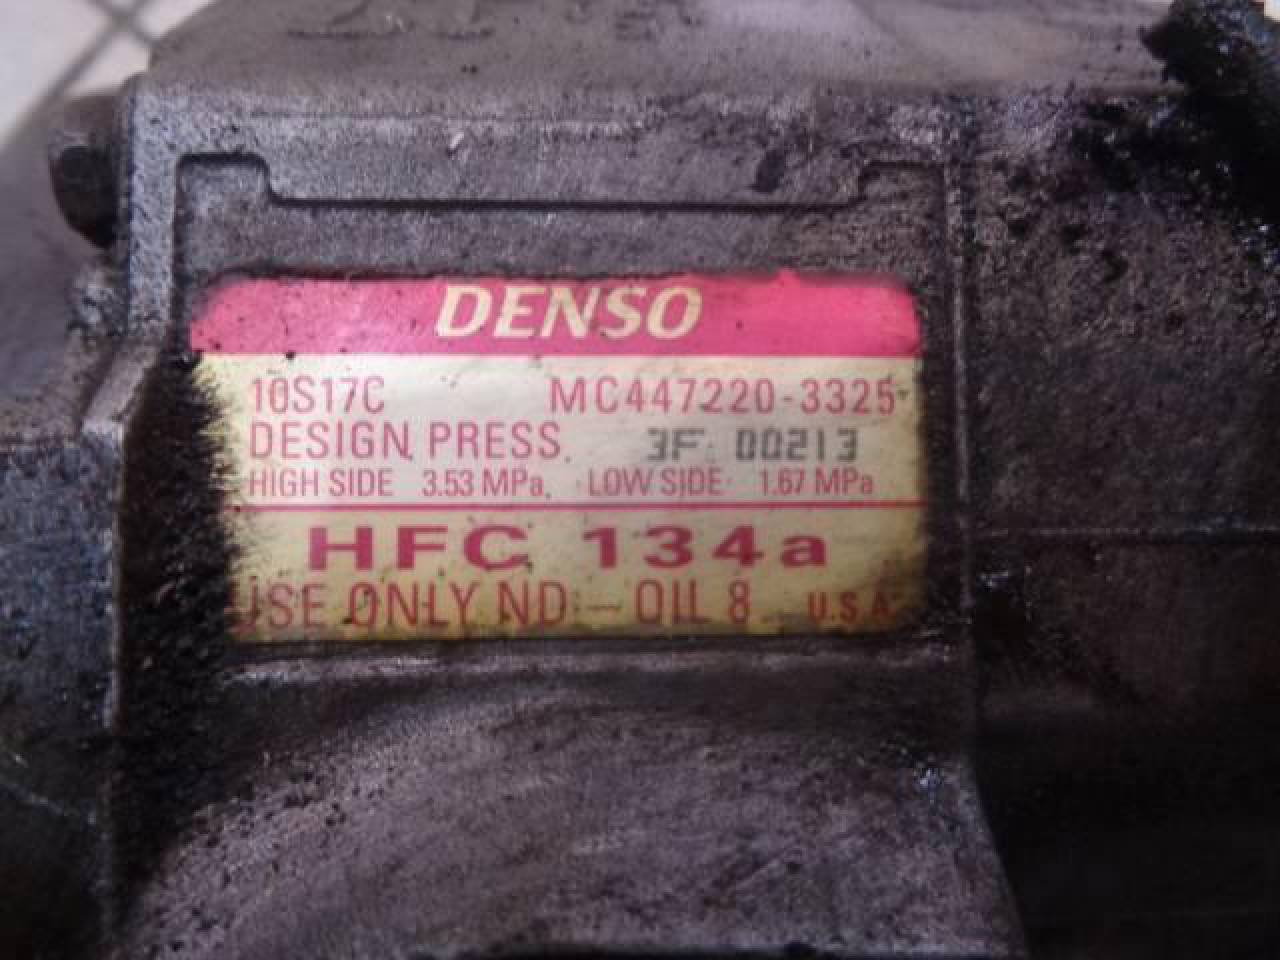 DENSO
10S17C MC447220-3325
DESIGN PRESS. 3F 00213
HIGH SIDE 3.53 MPa. LOW SIDE 1.67 MPa
HFC 134a
USE ONLY ND-OIL 8 U.S.A.